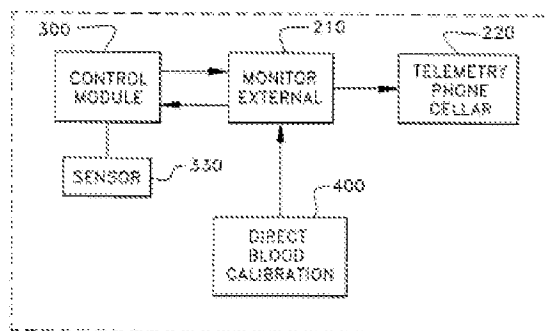 300
210
220
CONTROL
MODULE
MONITOR
EXTERNAL
TELEMETRY
PHONE
CELLAR
SENSOR
330
400
DIRECT
BLOOD
CALIBRATION